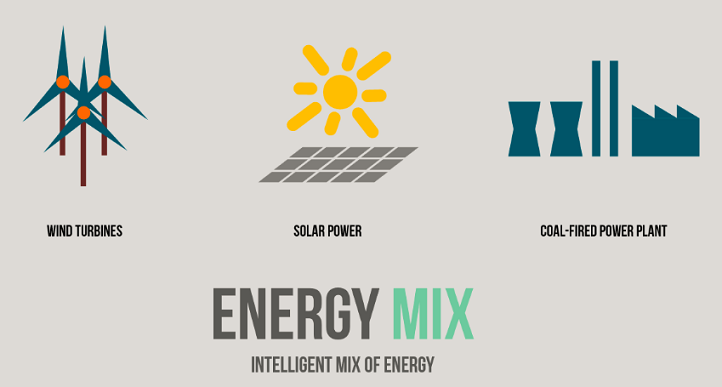 WIND TURBINES
SOLAR POWER
COAL-FIRED POWER PLANT
ENERGY MIX
INTELLIGENT MIX OF ENERGY